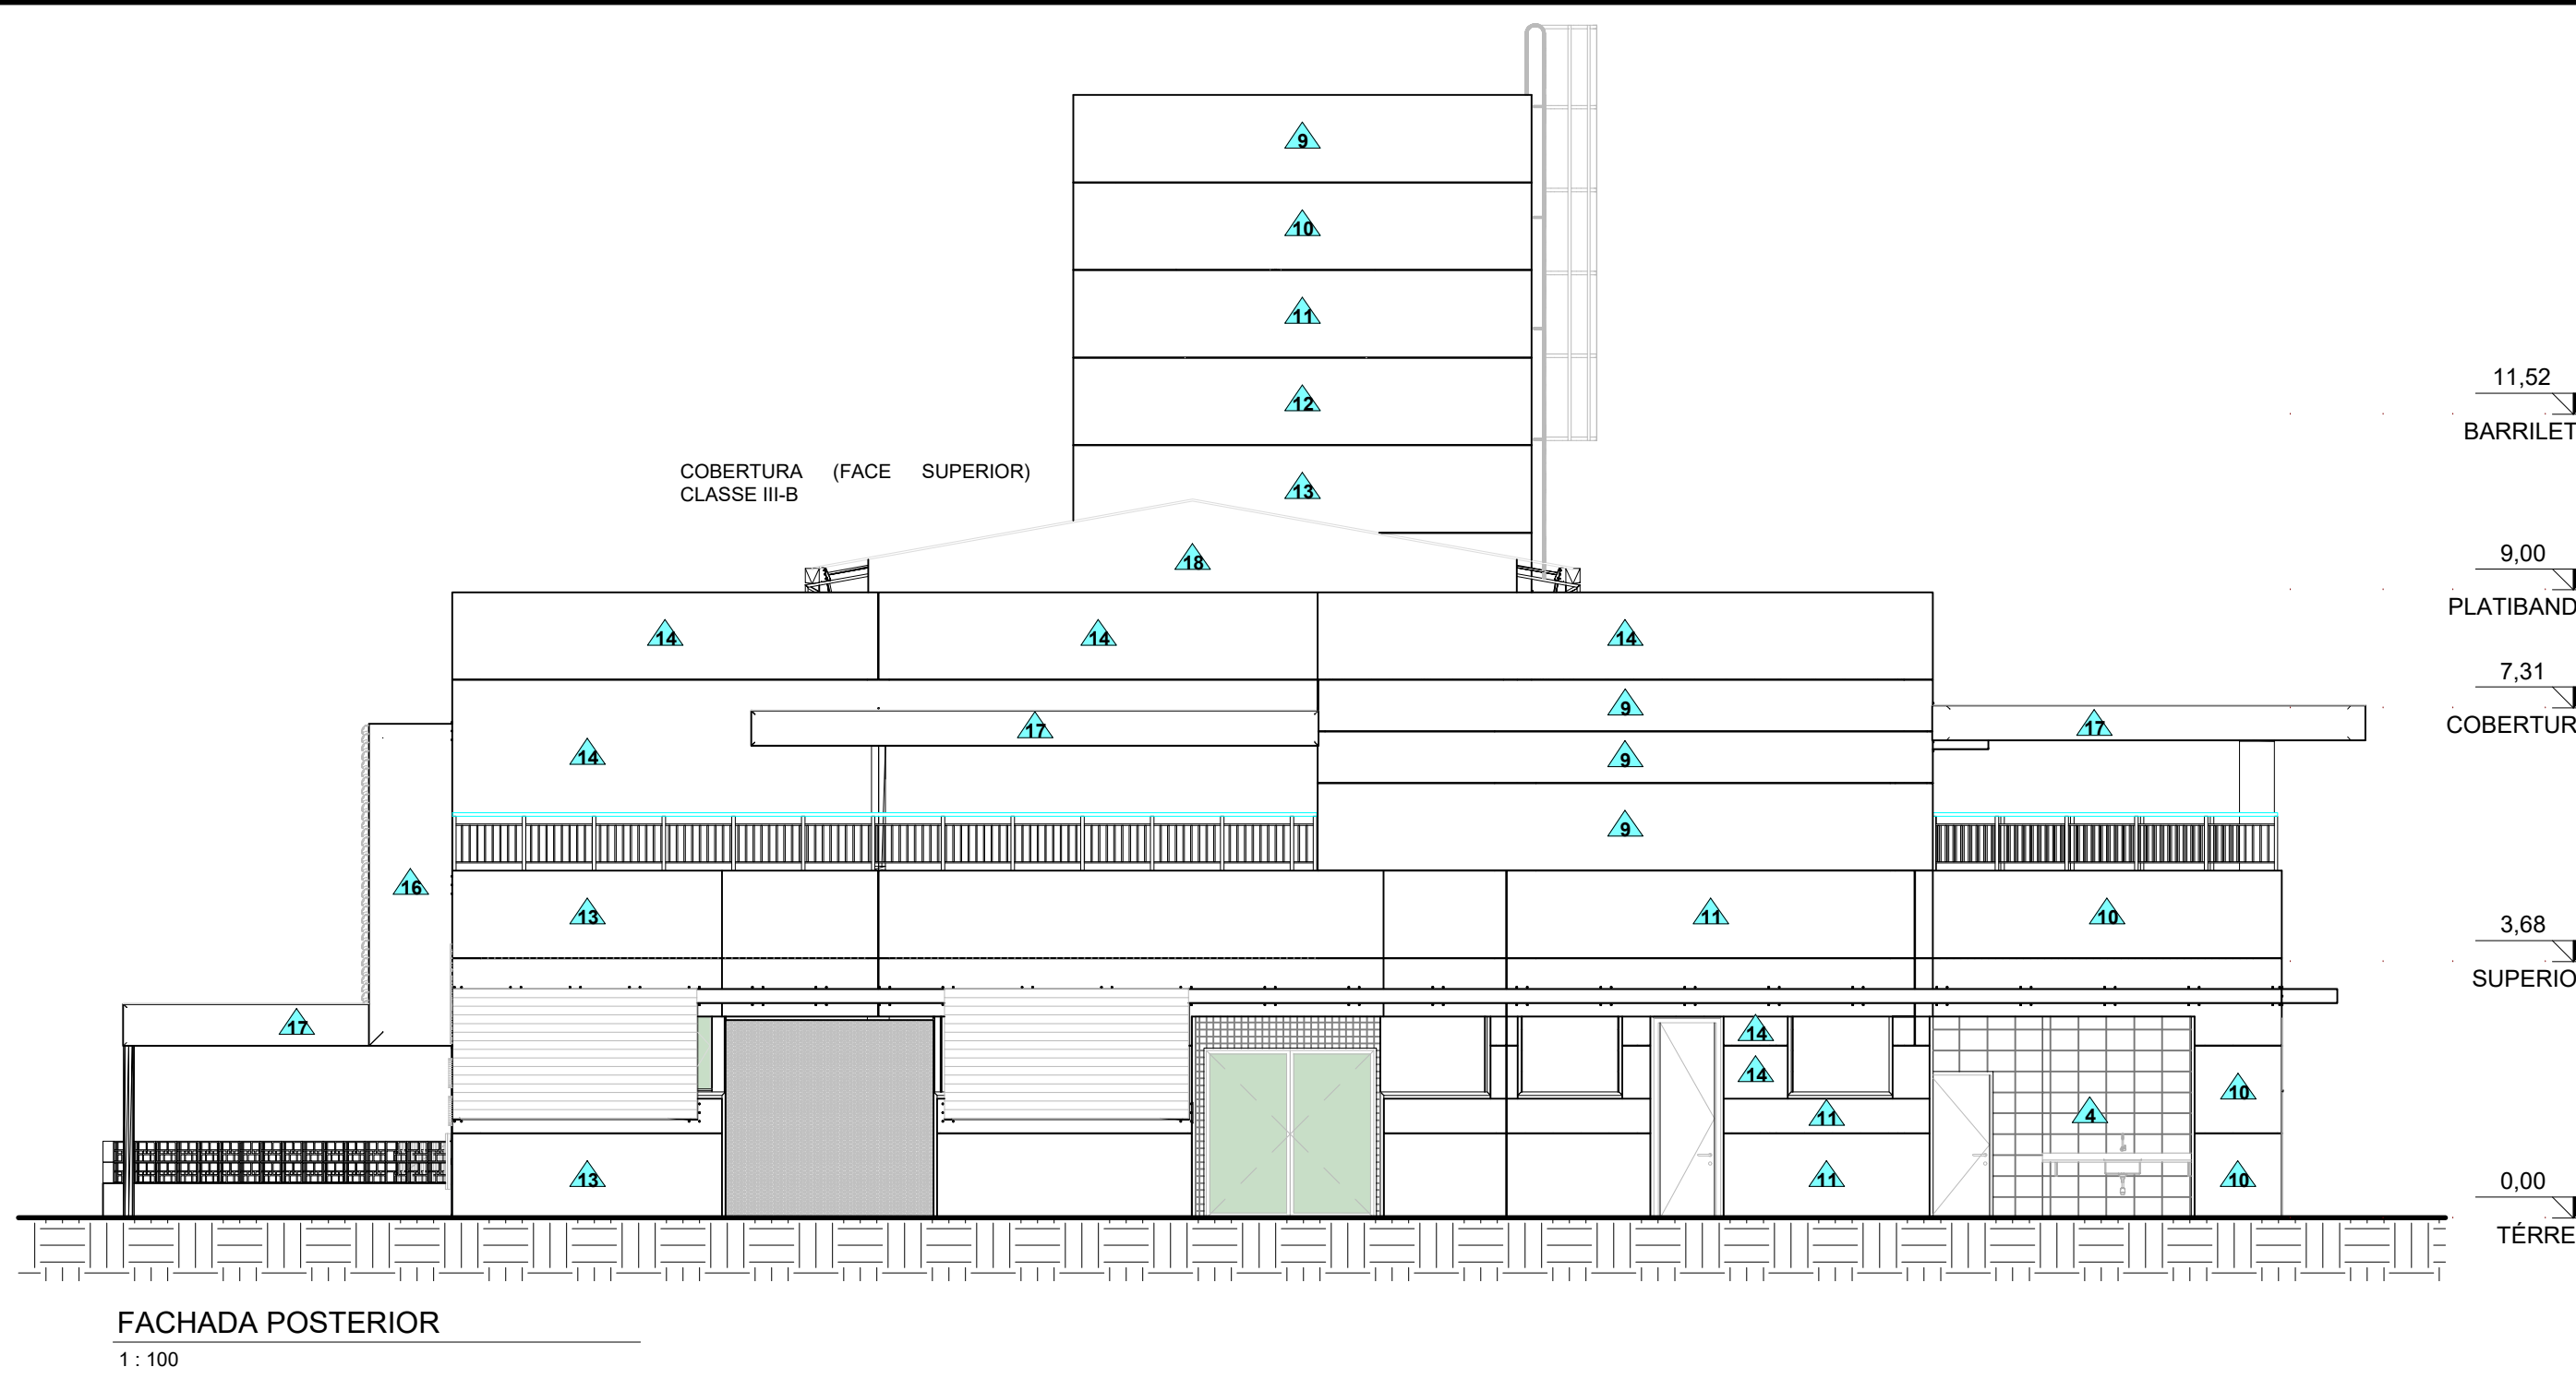 9
10
11
12
COBERTURA (FACE SUPERIOR)
CLASSE III-B
13
18
14 14 14
9
17 17
14 9
9
16
13 11 10
17
14
14
10
11 4
13 11 10
11,52
BARRILET
9,00
PLATIBAND
7,31
COBERTUR
3,68
SUPERIO
0,00
TÉRRE
FACHADA POSTERIOR
1 : 100